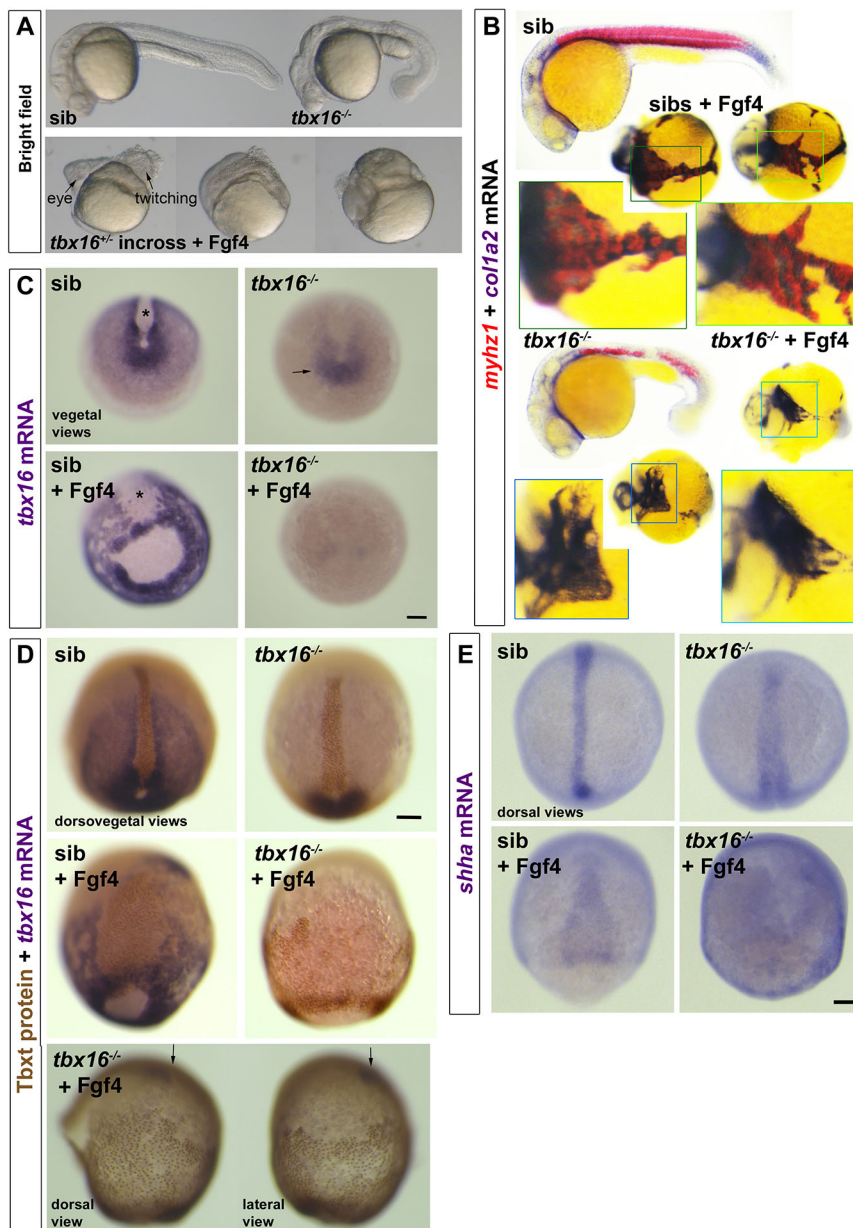 A
Bright field
sib
tbx16-/-
eye
twitching
tbx16+/- incross + Fgf4
B
myhz1 + col1a2 mRNA
sib
sibs + Fgf4
tbx16-/-
tbx16-/- + Fgf4
C
tbx16 mRNA
sib
*
vegetal
views
tbx16-/-
sib
+ Fgf4
*
tbx16-/-
+ Fgf4
D
Tbxt protein + tbx16 mRNA
sib
dorsovegetal views
tbx16-/-
sib
+ Fgf4
tbx16-/-
+ Fgf4
tbx16-/-
+ Fgf4
dorsal
view
lateral
view
E
shha mRNA
sib
dorsal views
tbx16-/-
sib
+ Fgf4
tbx16-/-
+ Fgf4